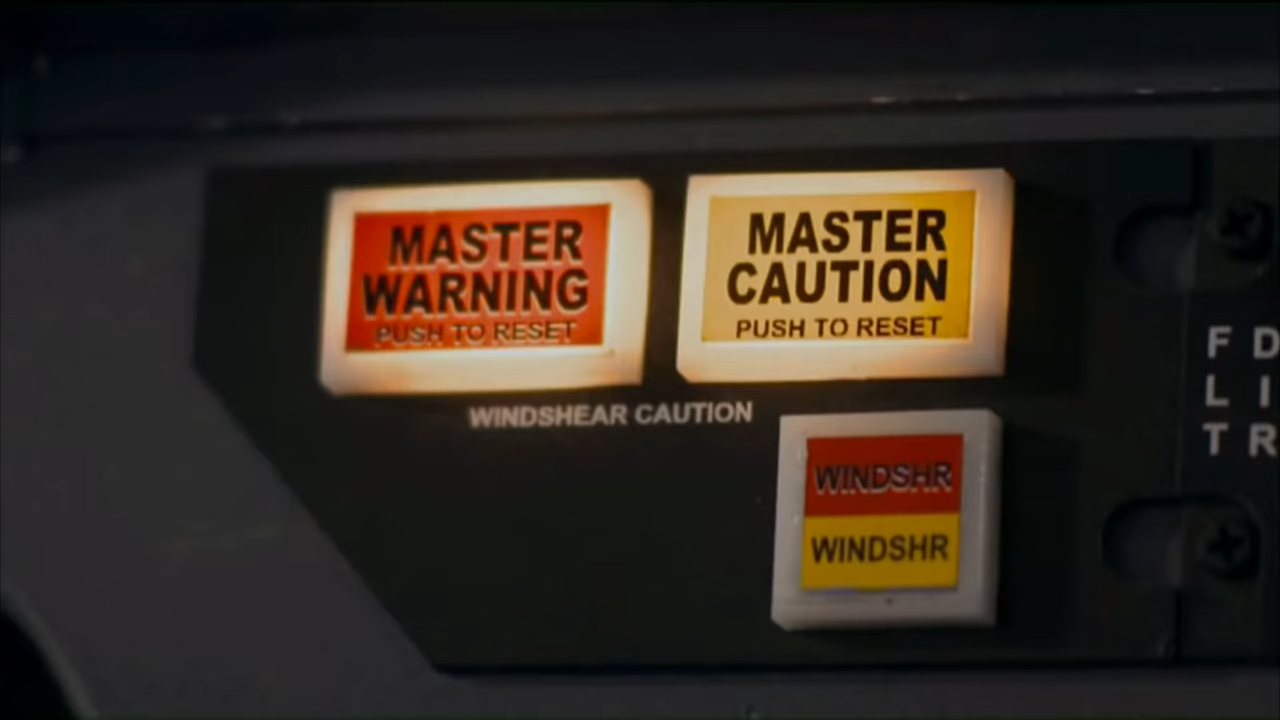 MASTER
WARNING
PUSH TO RESET
MASTER
CAUTION
PUSH TO RESET
WINDSHEAR CAUTION
WINDSHR
WINDSHR
F D
L I
T R